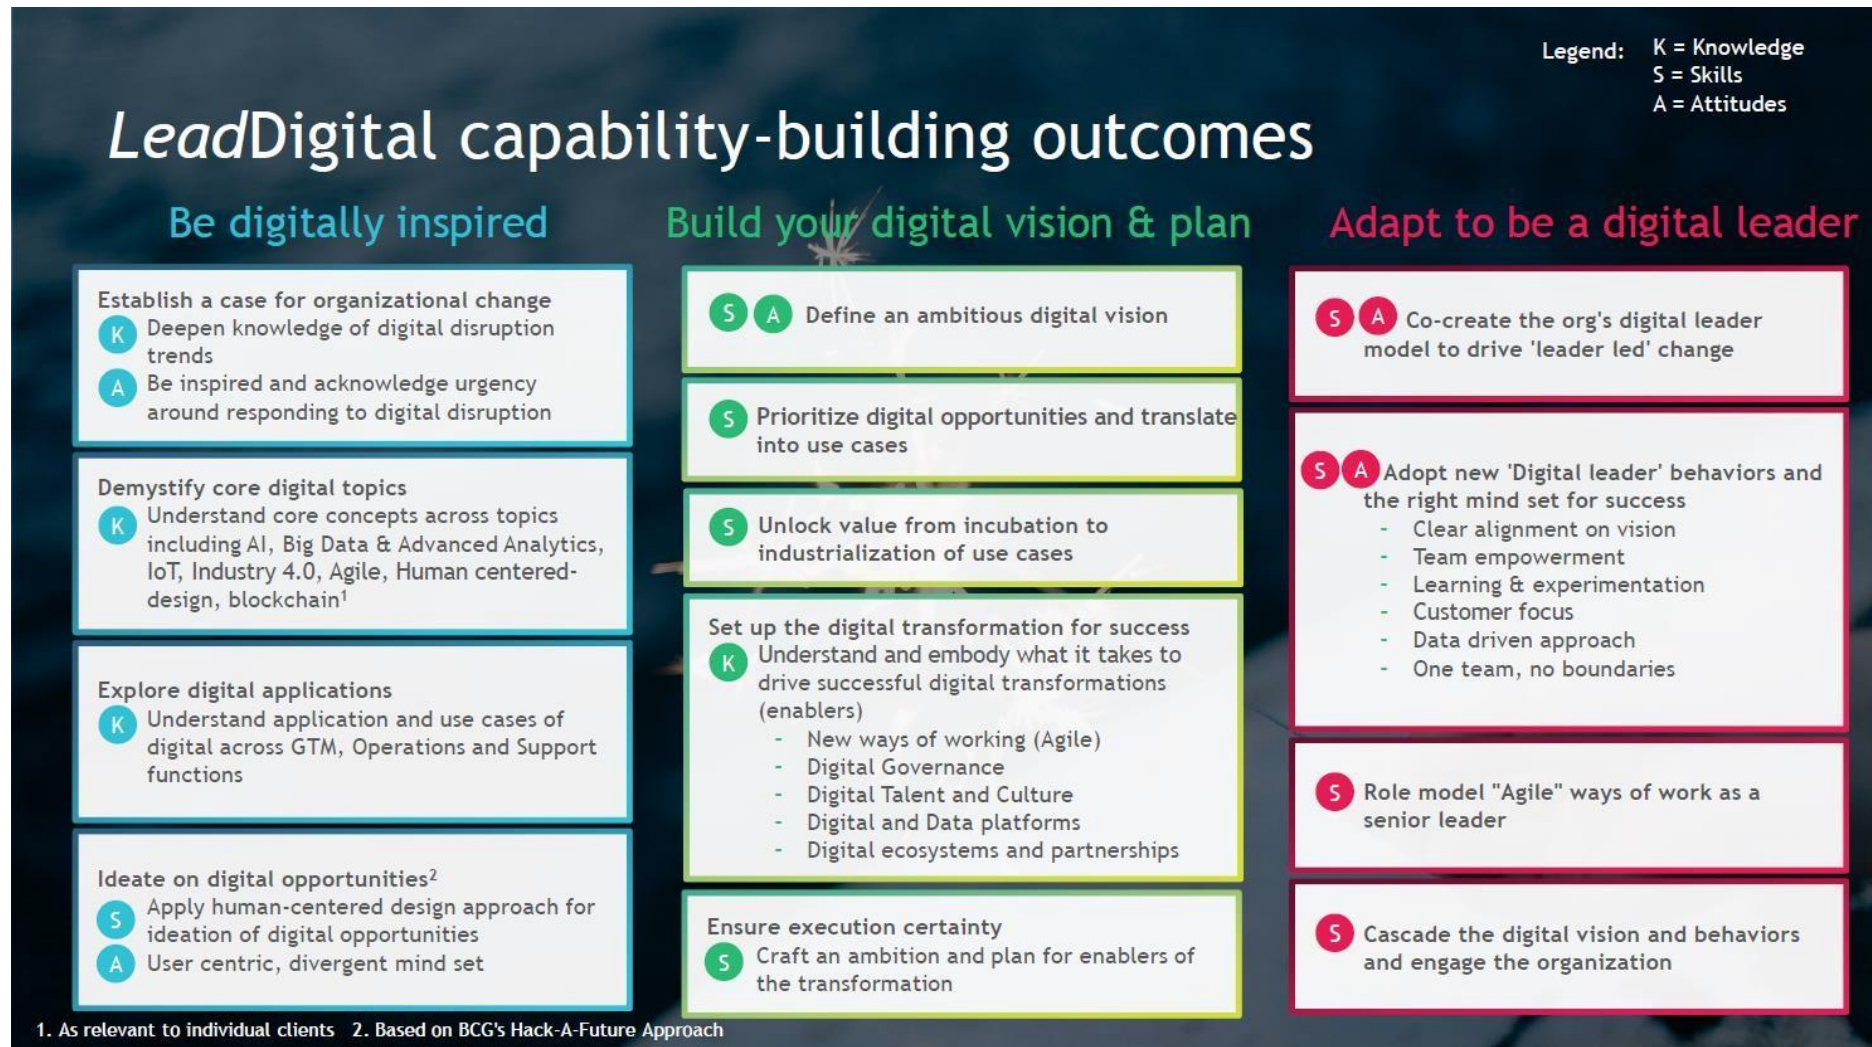 Legend: K = Knowledge
S = Skills
A = Attitudes
LeadDigital capability-building outcomes
Be digitally inspired
Establish a case for organizational change
K Deepen knowledge of digital disruption
trends
A Be inspired and acknowledge urgency
around responding to digital disruption
Demystify core digital topics
K Understand core concepts across topics
including AI, Big Data & Advanced Analytics,
IoT, Industry 4.0, Agile, Human centered-
design, blockchain¹
Explore digital applications
K Understand application and use cases of
digital across GTM, Operations and Support
functions
Ideate on digital opportunities²
S Apply human-centered design approach for
ideation of digital opportunities
A User centric, divergent mind set
Build your digital vision & plan
S A Define an ambitious digital vision
S Prioritize digital opportunities and translate
into use cases
S Unlock value from incubation to
industrialization of use cases
Set up the digital transformation for success
K Understand and embody what it takes to
drive successful digital transformations
(enablers)
- New ways of working (Agile)
- Digital Governance
- Digital Talent and Culture
- Digital and Data platforms
- Digital ecosystems and partnerships
Ensure execution certainty
S Craft an ambition and plan for enablers of
the transformation
Adapt to be a digital leader
S A Co-create the org's digital leader
model to drive 'leader led' change
S A Adopt new 'Digital leader' behaviors and
the right mind set for success
- Clear alignment on vision
- Team empowerment
- Learning & experimentation
- Customer focus
- Data driven approach
- One team, no boundaries
S Role model "Agile" ways of work as a
senior leader
S Cascade the digital vision and behaviors
and engage the organization
1. As relevant to individual clients 2. Based on BCG's Hack-A-Future Approach